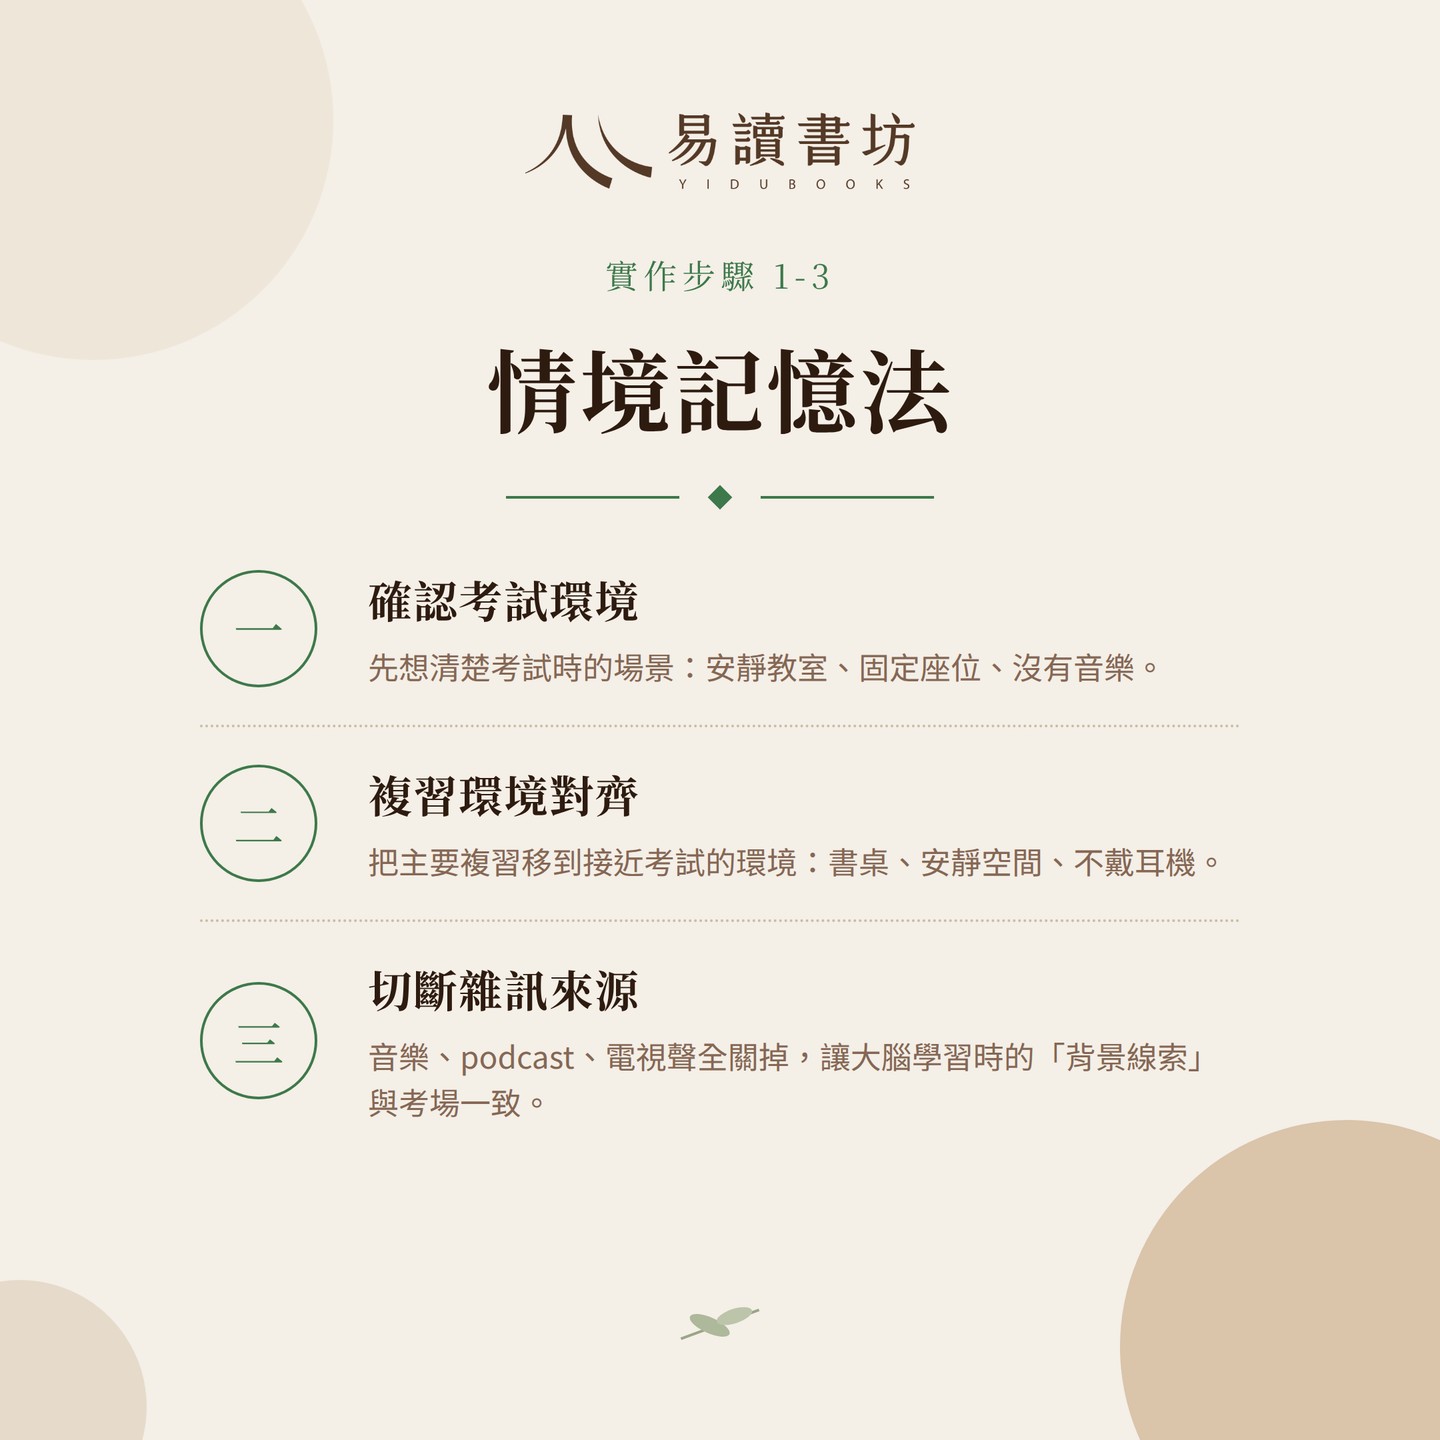 易讀書坊
YIDUBOOKS
實作步驟 1-3
情境記憶法
一
確認考試環境
先想清楚考試時的場景：安靜教室、固定座位、沒有音樂。
二
複習環境對齊
把主要複習移到接近考試的環境：書桌、安靜空間、不戴耳機。
三
切斷雜訊來源
音樂、podcast、電視聲全關掉，讓大腦學習時的「背景線索」
與考場一致。